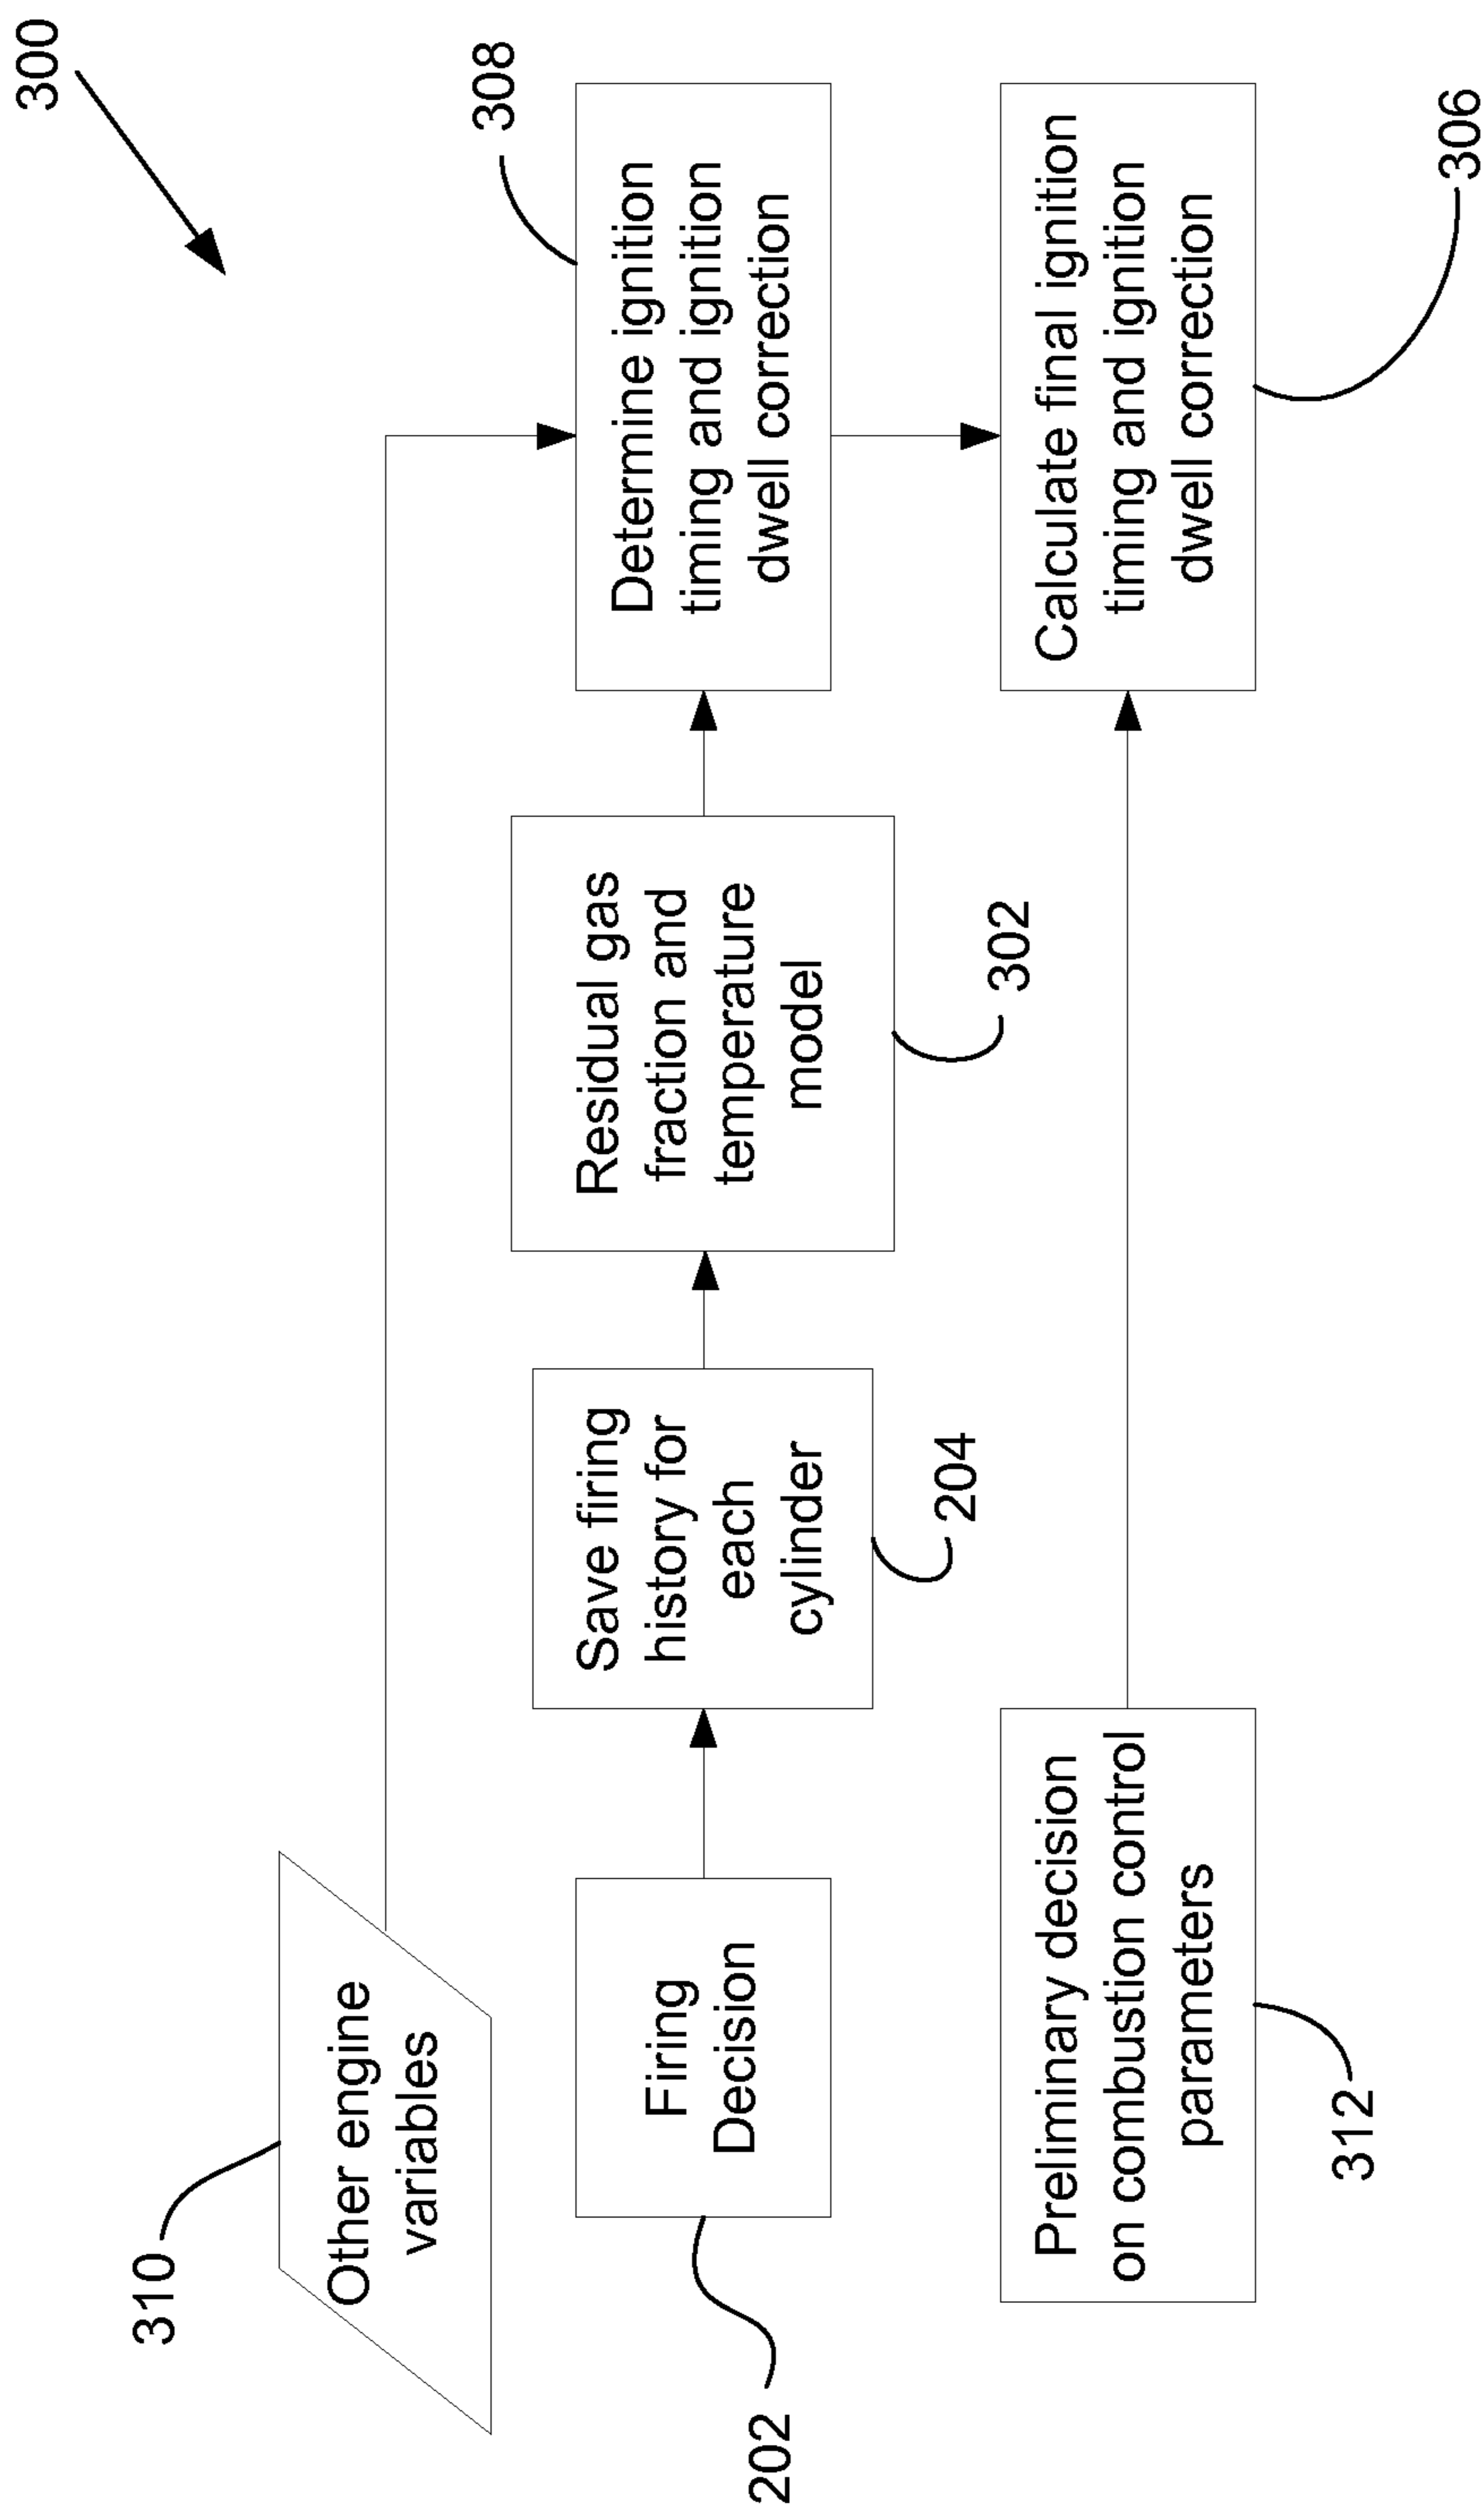 300
310
Other engine
variables
308
202
Firing
Decision
Save firing
history for
each
cylinder
204
Residual gas
fraction and
temperature
model
302
Determine ignition
timing and ignition
dwell correction
Preliminary decision
on combustion control
parameters
312
Calculate final ignition
timing and ignition
dwell correction
306